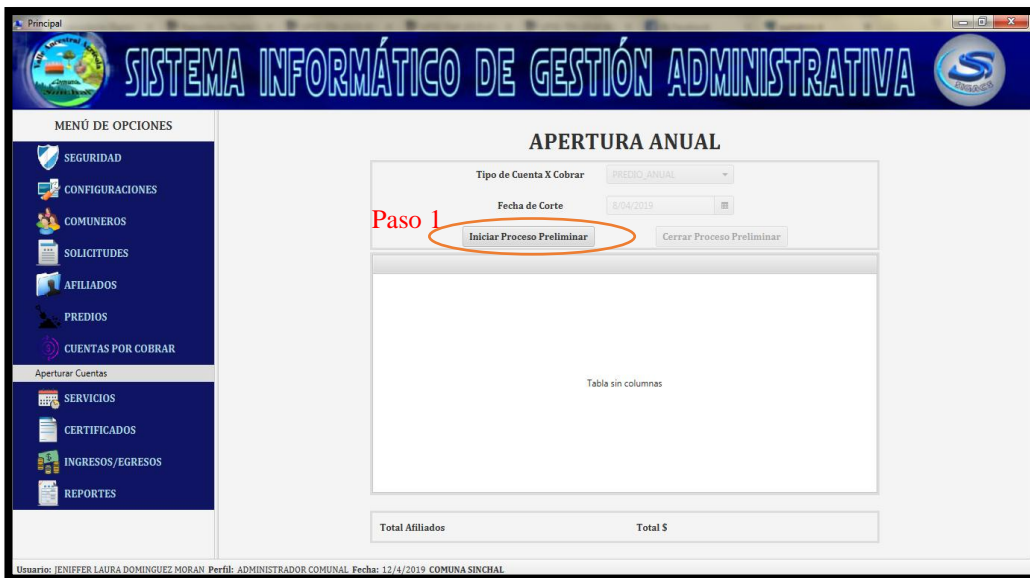 Principal
SISTEMA INFORMÁTICO DE GESTIÓN ADMINISTRATIVA
SIGACS
MENÚ DE OPCIONES
SEGURIDAD
CONFIGURACIONES
COMUNEROS
SOLICITUDES
AFILIADOS
PREDIOS
CUENTAS POR COBRAR
Aperturar Cuentas
SERVICIOS
CERTIFICADOS
INGRESOS/EGRESOS
REPORTES
APERTURA ANUAL
Tipo de Cuenta X Cobrar PREDIO_ANUAL
Fecha de Corte 8/04/2019
Paso 1
Iniciar Proceso Preliminar Cerrar Proceso Preliminar
Tabla sin columnas
Total Afiliados Total $
Usuario: JENIFFER LAURA DOMINGUEZ MORAN Perfil: ADMINISTRADOR COMUNAL Fecha: 12/4/2019 COMUNA SINCHAL